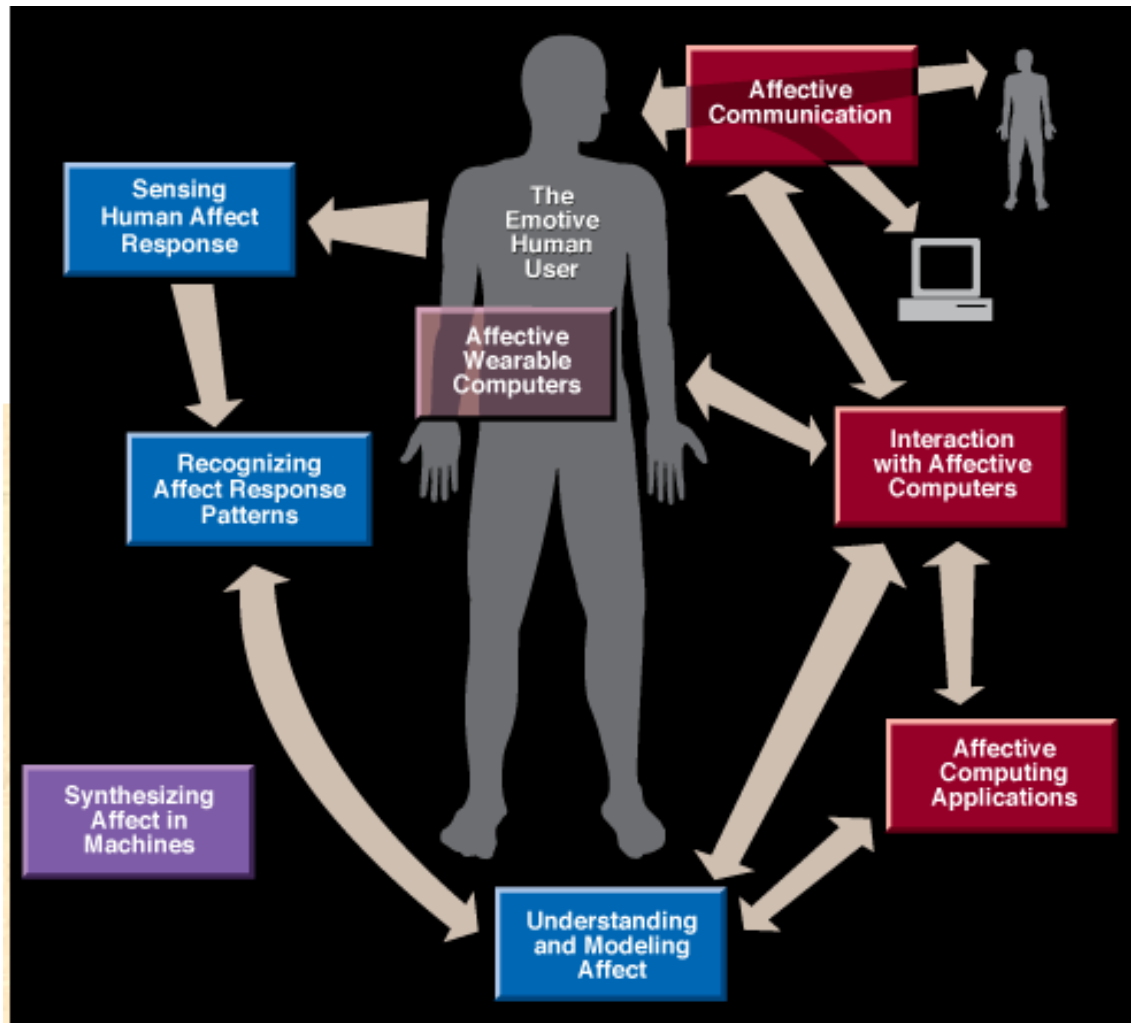 Affective
Communication
Sensing
Human Affect
Response
The
Emotive
Human
User
Affective
Wearable
Computers
Recognizing
Affect Response
Patterns
Interaction
with Affective
Computers
Synthesizing
Affect in
Machines
Affective
Computing
Applications
Understanding
and Modeling
Affect